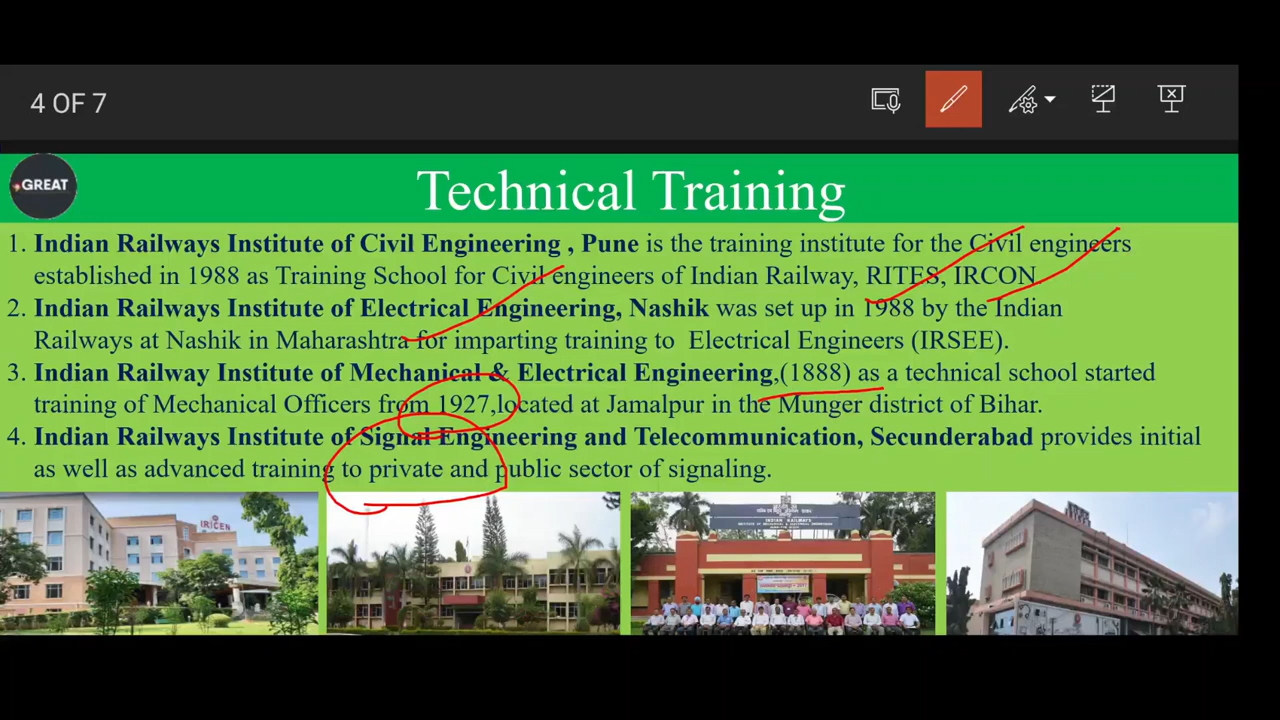 4 OF 7
GREAT
Technical Training
1. Indian Railways Institute of Civil Engineering , Pune is the training institute for the Civil engineers
established in 1988 as Training School for Civil engineers of Indian Railway, RITES, IRCON.
2. Indian Railways Institute of Electrical Engineering, Nashik was set up in 1988 by the Indian
Railways at Nashik in Maharashtra for imparting training to Electrical Engineers (IRSEE).
3. Indian Railway Institute of Mechanical & Electrical Engineering,(1888) as a technical school started
training of Mechanical Officers from 1927,located at Jamalpur in the Munger district of Bihar.
4. Indian Railways Institute of Signal Engineering and Telecommunication, Secunderabad provides initial
as well as advanced training to private and public sector of signaling.
IRICEN
INDIAN RAILWAYS